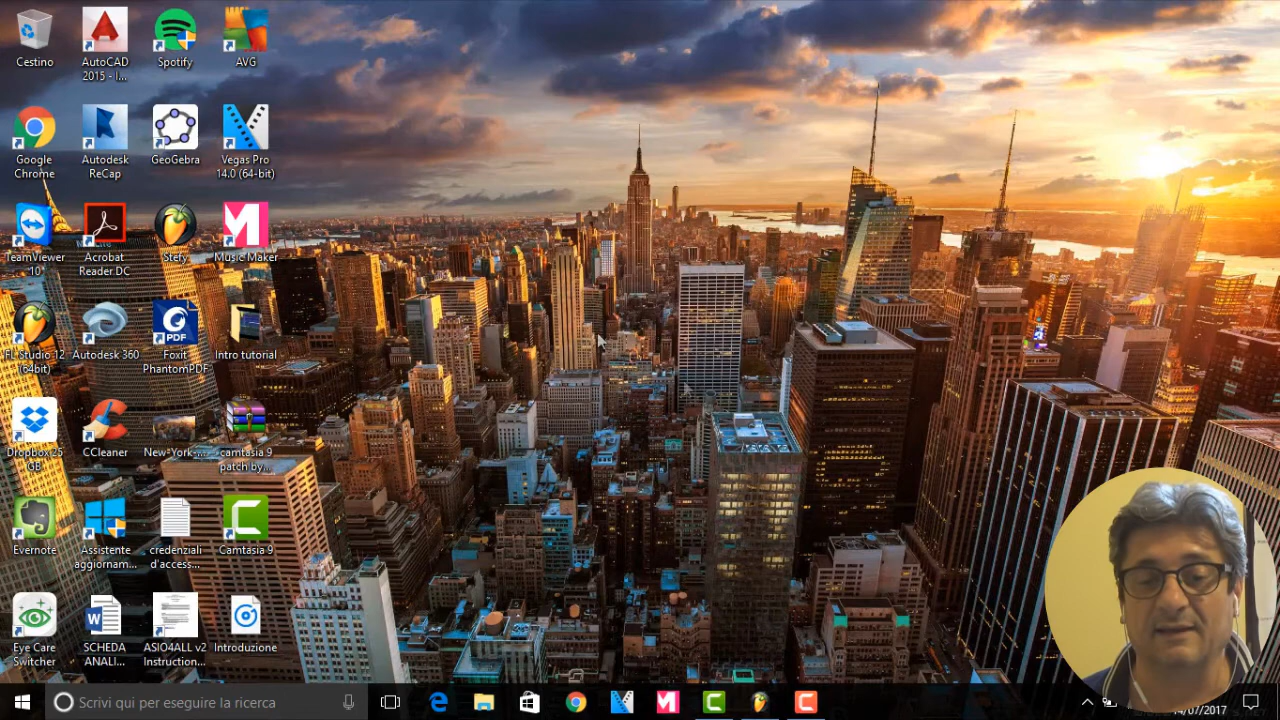 Cestino
AutoCAD
2015 - I...
Spotify
AVG
Google
Chrome
Autodesk
ReCap
GeoGebra
Vegas Pro
14.0 (64-bit)
TeamViewer
10
Acrobat
Reader DC
Stefy
Music Maker
FL Studio 12
(64bit)
Autodesk 360
PDF
Foxit
PhantomPDF
Intro tutorial
Dropbox 25
GB
CCleaner
New-York-...
camtasia 9
patch by...
Evernote
Assistente
aggiornam...
credenziali
d'access...
Camtasia 9
Eye Care
Switcher
SCHEDA
ANALI...
ASIO4ALL v2
Instruction...
Introduzione
Scrivi qui per eseguire la ricerca
14/07/2017